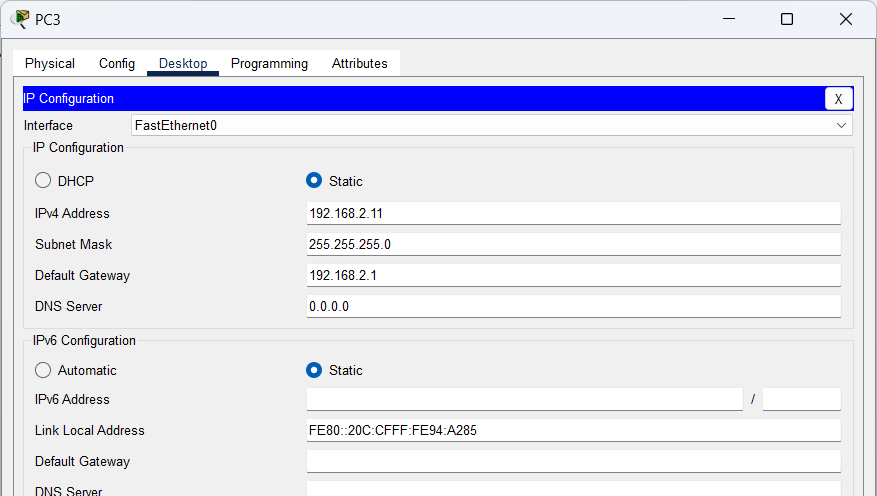 PC3
Physical Config Desktop Programming Attributes
IP Configuration X
Interface FastEthernet0
IP Configuration
DHCP Static
IPv4 Address 192.168.2.11
Subnet Mask 255.255.255.0
Default Gateway 192.168.2.1
DNS Server 0.0.0.0
IPv6 Configuration
Automatic Static
IPv6 Address /
Link Local Address FE80::20C:CFFF:FE94:A285
Default Gateway
DNS Server